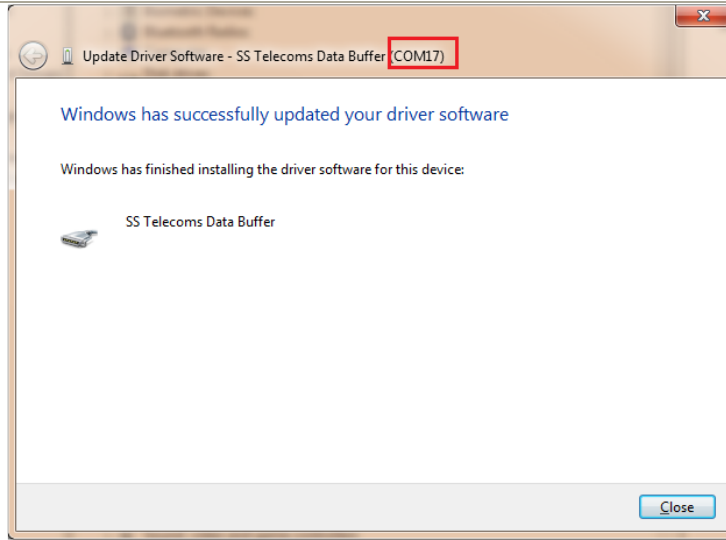 Update Driver Software - SS Telecoms Data Buffer (COM17)
Windows has successfully updated your driver software
Windows has finished installing the driver software for this device:
SS Telecoms Data Buffer
Close